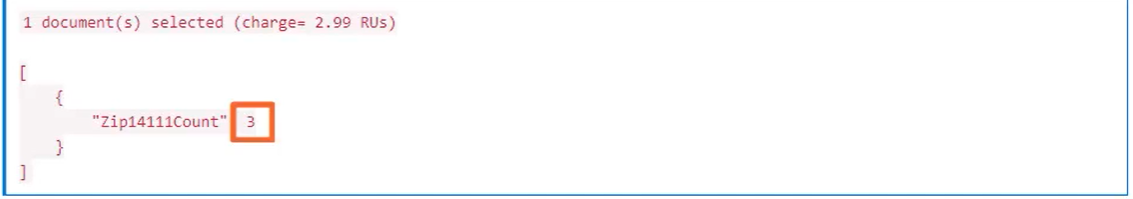 1 document(s) selected (charge= 2.99 RUs)
[
{
"Zip14111Count" 3
}
]